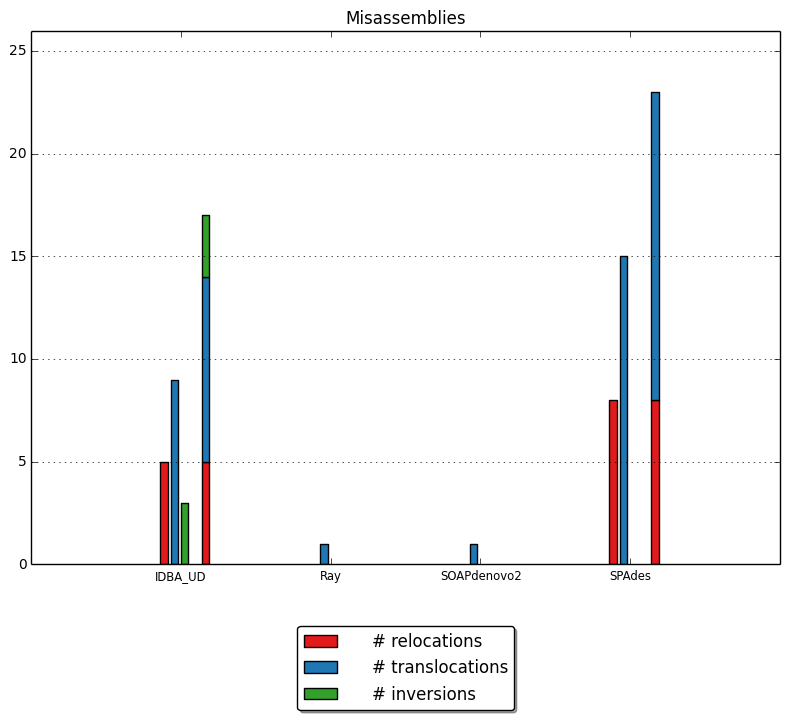 Misassemblies
25
20
15
10
5
0
IDBA_UD Ray SOAPdenovo2 SPAdes
# relocations
# translocations
# inversions